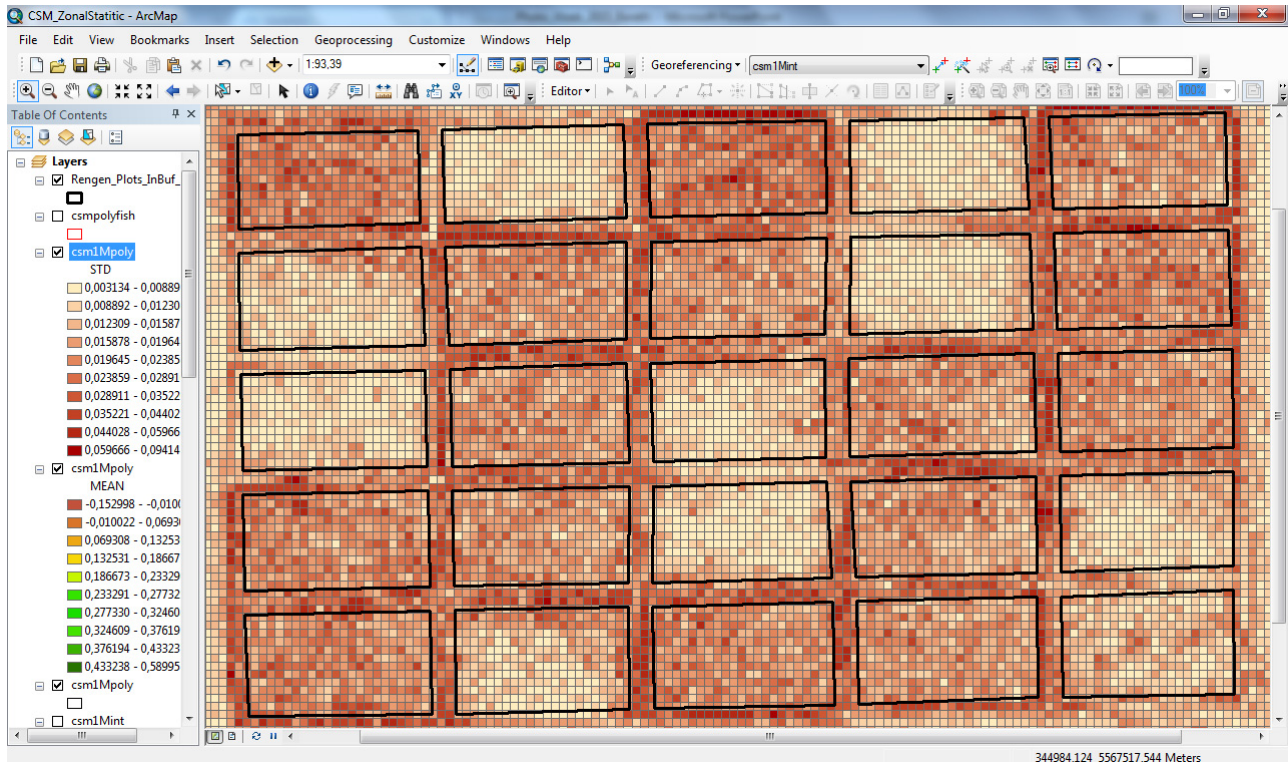 CSM_ZonalStatitic - ArcMap
File Edit View Bookmarks Insert Selection Geoprocessing Customize Windows Help
1:93,39
Georeferencing
csm1Mint
Editor
100%
Table Of Contents
Layers
Rengen_Plots_InBuf_
csmpolyfish
csm1Mpoly
STD
0,003134 - 0,00889
0,008892 - 0,01230
0,012309 - 0,01587
0,015878 - 0,01964
0,019645 - 0,02385
0,023859 - 0,02891
0,028911 - 0,03522
0,035221 - 0,04402
0,044028 - 0,05966
0,059666 - 0,09414
csm1Mpoly
MEAN
-0,152998 - -0,010(
-0,010022 - 0,0693(
0,069308 - 0,13253
0,132531 - 0,18667
0,186673 - 0,23329
0,233291 - 0,27732
0,277330 - 0,32460
0,324609 - 0,37619
0,376194 - 0,43323
0,433238 - 0,58995
csm1Mpoly
csm1Mint
344984,124 5567517,544 Meters